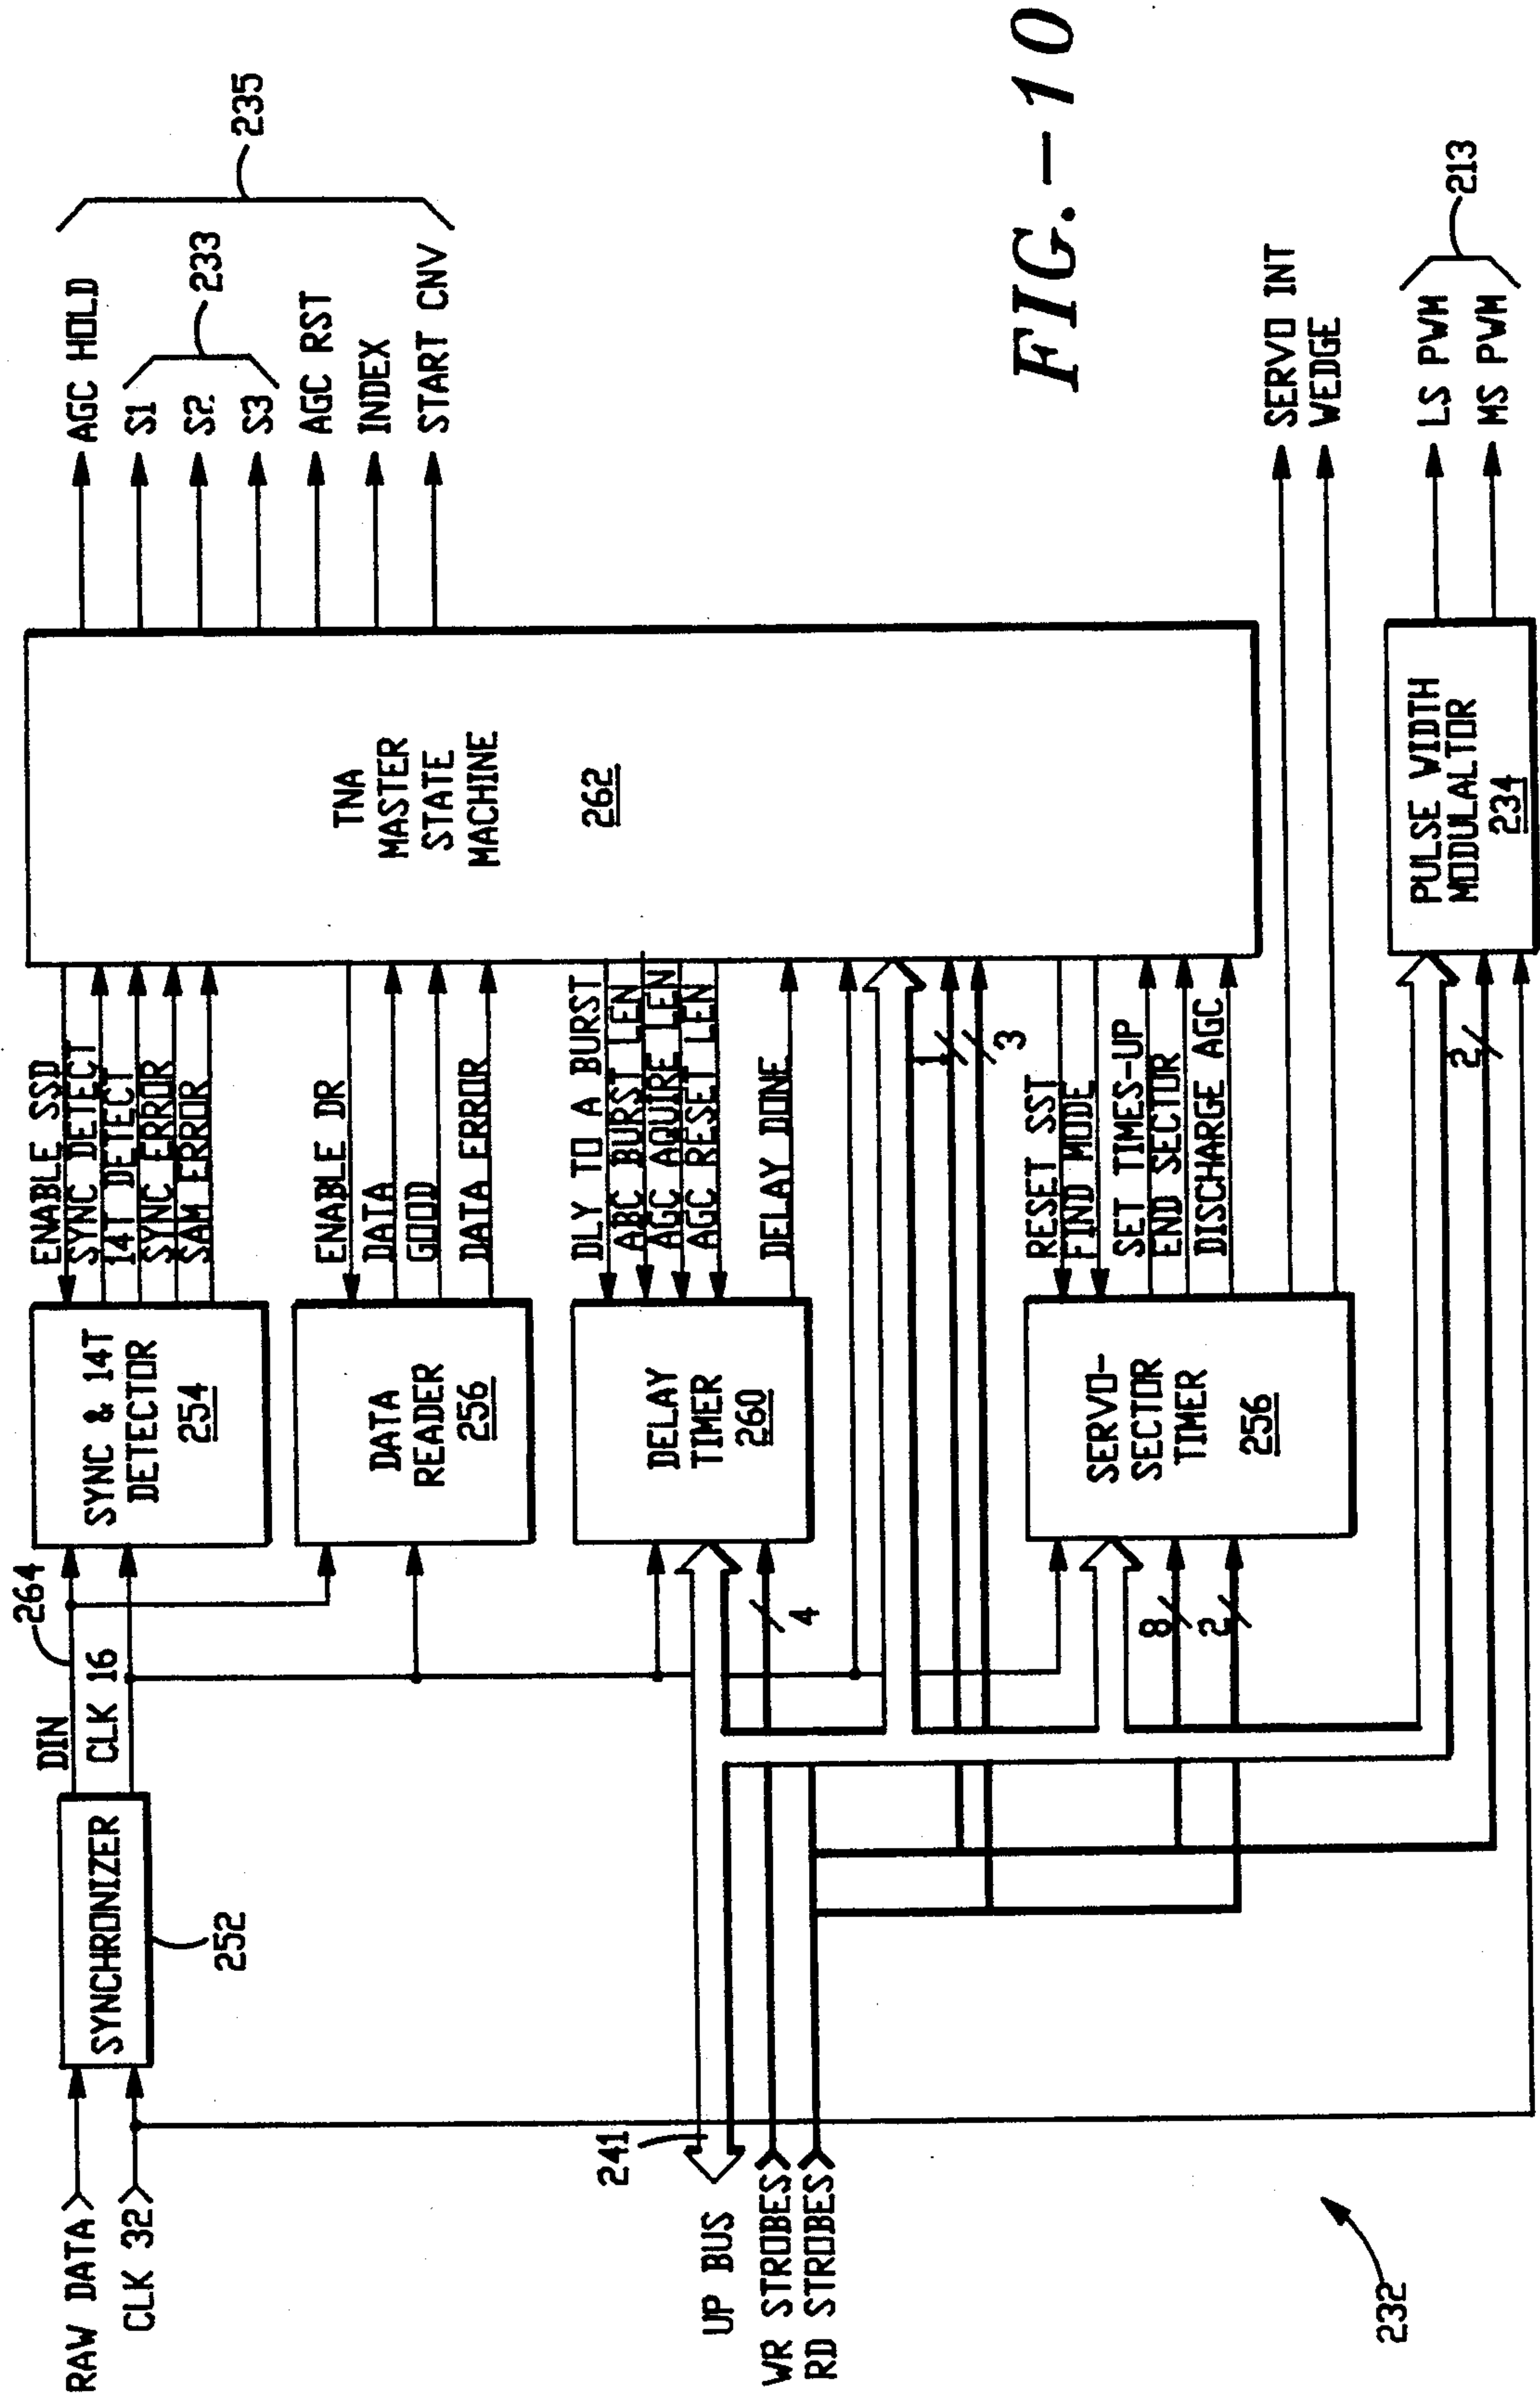 RAW DATA
CLK 32
SYNCHRONIZER
252
DIN
CLK 16
264
SYNC & 14T
DETECTOR
254
ENABLE SSD
SYNC DETECT
14T DETECT
SYNC ERROR
SAM ERROR
DATA
READER
256
ENABLE DR
DATA
GOOD
DATA ERROR
DELAY
TIMER
260
DLY TO A BURST
ABC BURST LEN
AGC AQUIRE LEN
AGC RESET LEN
DELAY DONE
4
1
3
SERVO-
SECTOR
TIMER
256
RESET SST
FIND MODE
SET TIMES-UP
END SECTOR
DISCHARGE AGC
8
2
TNA
MASTER
STATE
MACHINE
262
AGC HOLD
S1
S2
S3
233
AGC RST
INDEX
START CNV
235
SERVO INT
WEDGE
PULSE WIDTH
MODULALTOR
234
2
LS PWM
MS PWM
213
241
UP BUS
WR STROBES
RD STROBES
232
FIG.-10